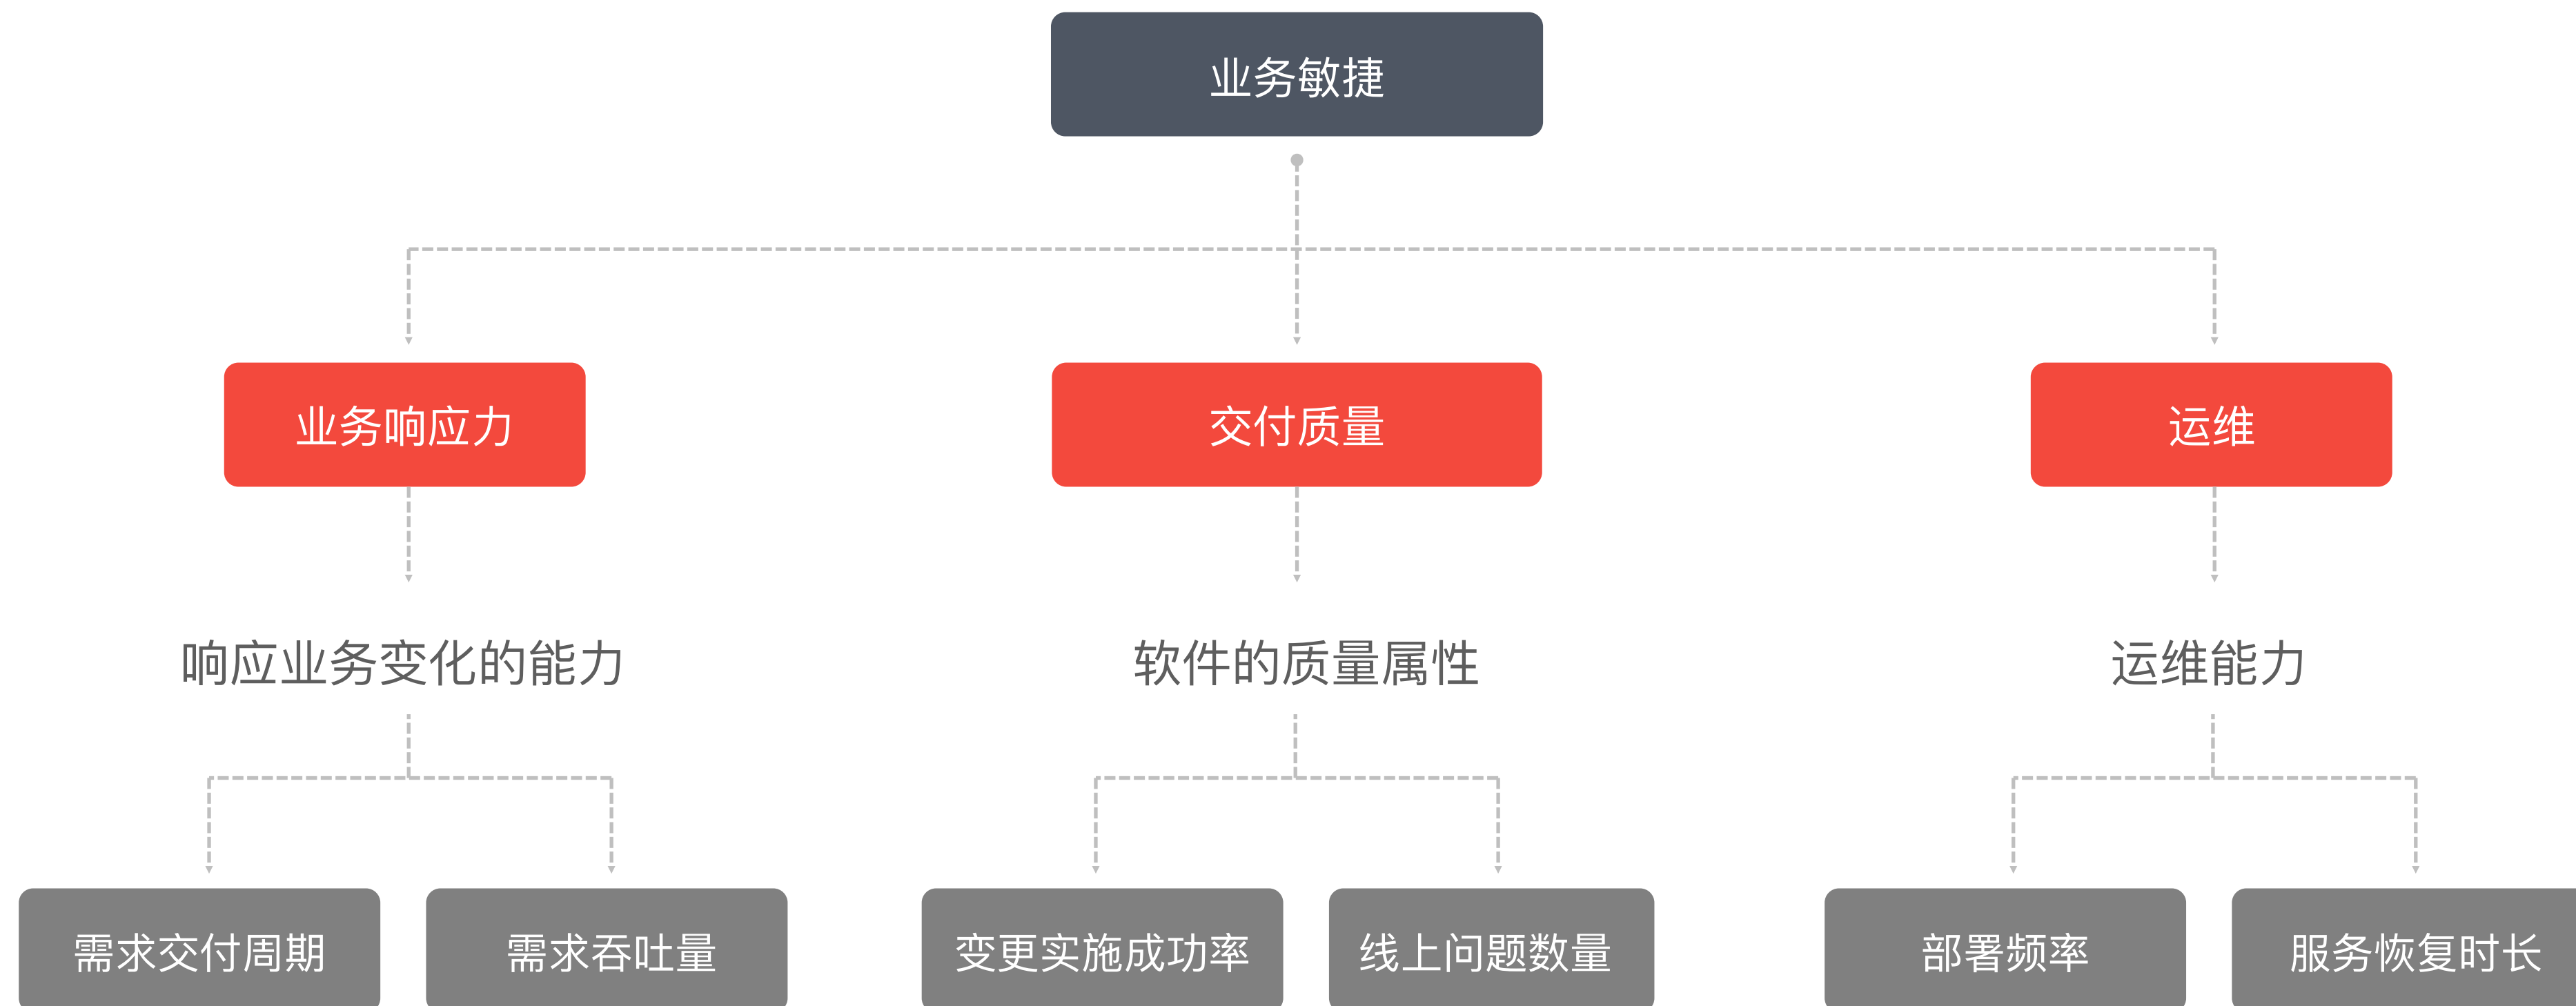 业务敏捷
业务响应力
交付质量
运维
响应业务变化的能力
软件的质量属性
运维能力
需求交付周期
需求吞吐量
变更实施成功率
线上问题数量
部署频率
服务恢复时长